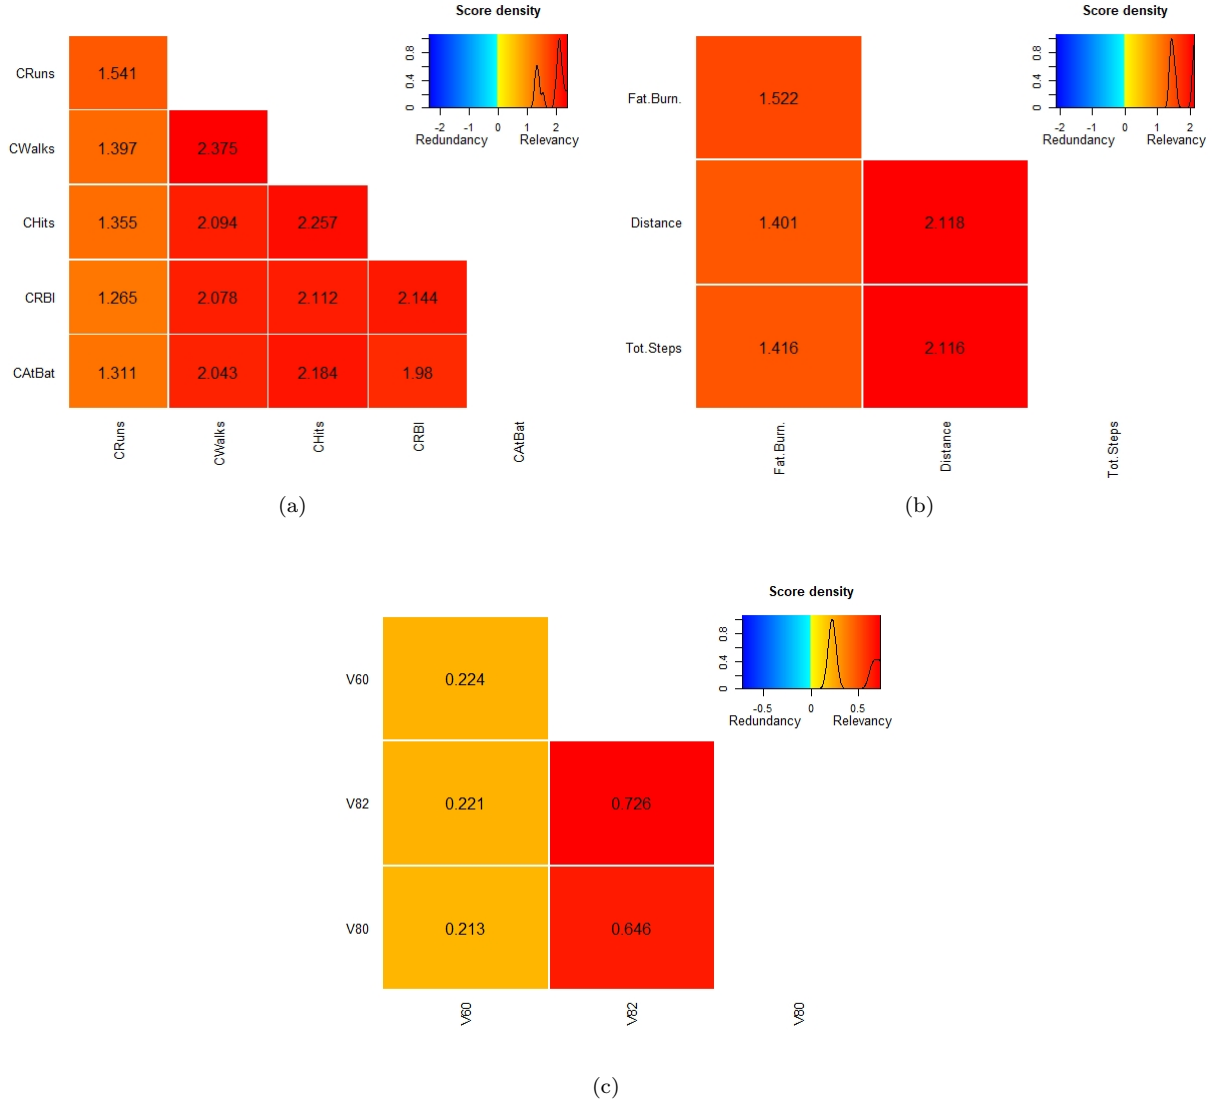 Score density
0 0.4 0.8
-2 -1 0 1 2
Redundancy Relevancy
CRuns 1.541
CWalks 1.397 2.375
CHits 1.355 2.094 2.257
CRBI 1.265 2.078 2.112 2.144
CAtBat 1.311 2.043 2.184 1.98
CRuns CWalks CHits CRBI CAtBat
(a)
Score density
0 0.4 0.8
-2 -1 0 1 2
Redundancy Relevancy
Fat.Burn. 1.522
Distance 1.401 2.118
Tot.Steps 1.416 2.116
Fat.Burn. Distance Tot.Steps
(b)
Score density
0 0.4 0.8
-0.5 0 0.5
Redundancy Relevancy
V60 0.224
V82 0.221 0.726
V80 0.213 0.646
V60 V82 V80
(c)